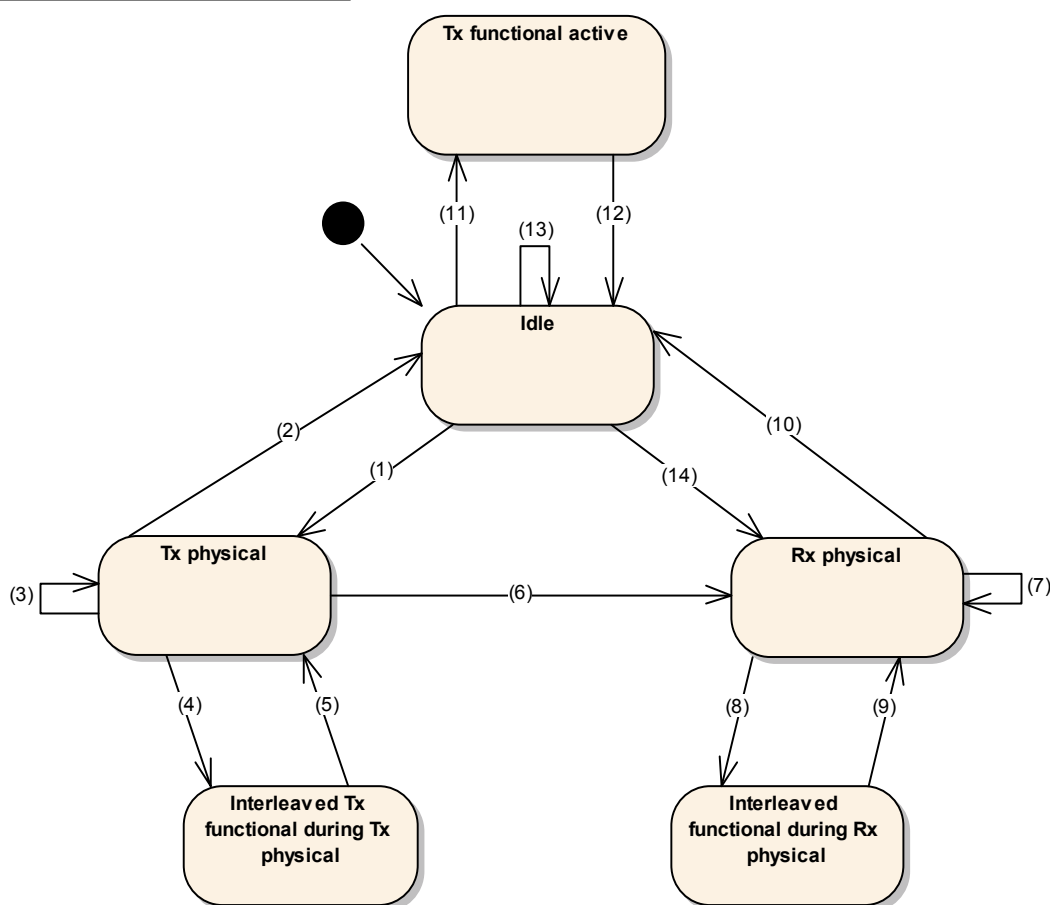 Tx functional active
(11)
(12)
(13)
Idle
(2)
(10)
(1)
(14)
Tx physical
Rx physical
(3)
(6)
(7)
(4)
(5)
(8)
(9)
Interleaved Tx
functional during Tx
physical
Interleaved
functional during Rx
physical